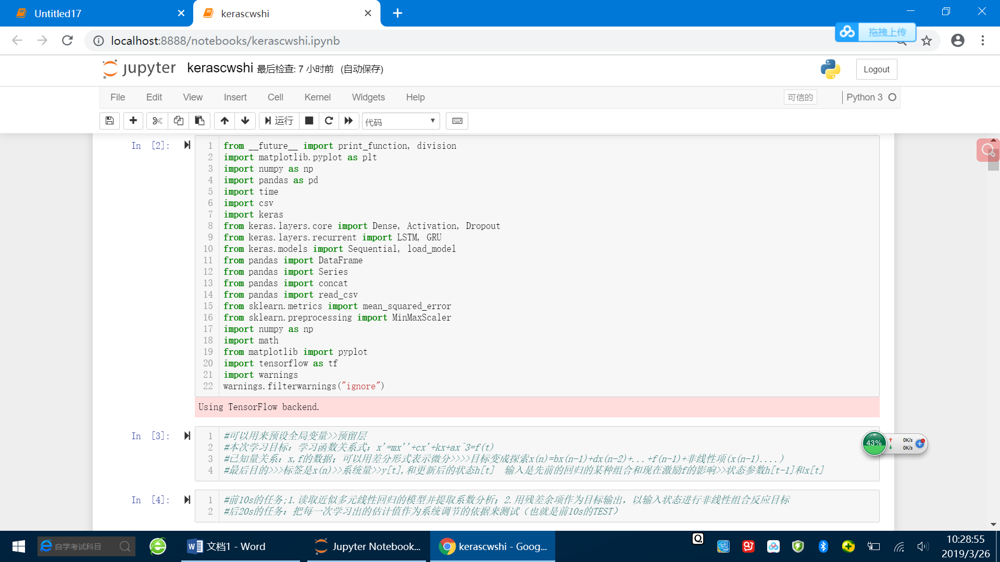 Untitled17
kerascwshi
localhost:8888/notebooks/kerascwshi.ipynb
拖拽上传
jupyter kerascwshi 最后检查: 7 小时前 (自动保存)
Logout
File Edit View Insert Cell Kernel Widgets Help
可信的
Python 3
运行
代码
In [2]:
1 from __future__ import print_function, division
2 import matplotlib.pyplot as plt
3 import numpy as np
4 import pandas as pd
5 import time
6 import csv
7 import keras
8 from keras.layers.core import Dense, Activation, Dropout
9 from keras.layers.recurrent import LSTM, GRU
10 from keras.models import Sequential, load_model
11 from pandas import DataFrame
12 from pandas import Series
13 from pandas import concat
14 from pandas import read_csv
15 from sklearn.metrics import mean_squared_error
16 from sklearn.preprocessing import MinMaxScaler
17 import numpy as np
18 import math
19 from matplotlib import pyplot
20 import tensorflow as tf
21 import warnings
22 warnings.filterwarnings("ignore")
Using TensorFlow backend.
In [3]:
1 #可以用来预设全局变量>>预留层
2 #本次学习目标: 学习函数关系式: x'=mx''+cx'+kx+ax^3=f(t)
3 #已知量关系: x,f的数据; 可以用差分形式表示微分>>>>目标变成探索x(n)=bx(n-1)+dx(n-2)+...+f(n-1)+非线性项(x(n-1)....)
4 #最后目的>>>标签是x(n)>>系统量>>y[t],和更新后的状态h[t]  输入是先前的回归的某种组合和现在激励f的影响>>状态参数h[t-1]和x[t]
In [4]:
1 #前10s的任务;1.读取近似多元线性回归的模型并提取系数分析; 2.用残差余项作为目标输出, 以输入状态进行非线性组合反应目标
2 #后20s的任务: 把每一次学习出的估计值作为系统调节的依据来测试（也就是前10s的TEST）
43%
0K/s
0K/s
自学考试科目
文档1 - Word
Jupyter Notebook...
kerascwshi - Goog...
10:28:55
2019/3/26